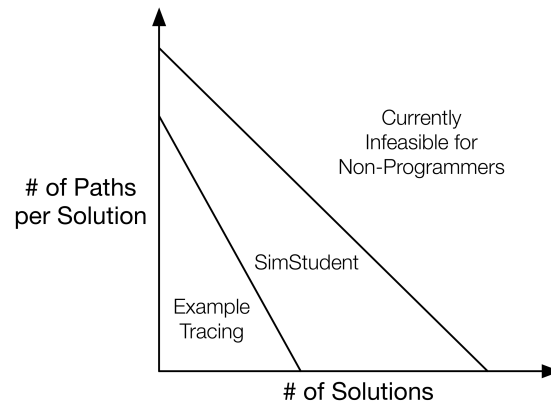 Currently
Infeasible for
Non-Programmers
# of Paths
per Solution
SimStudent
Example
Tracing
# of Solutions